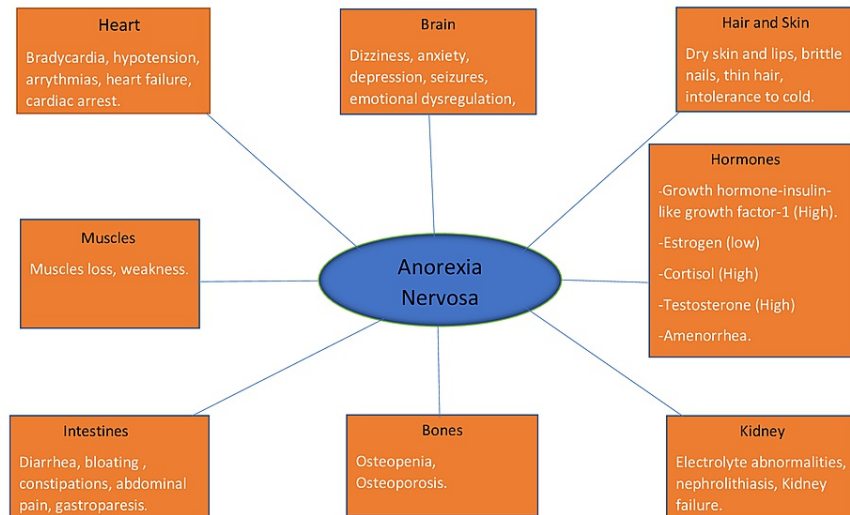 Heart
Bradycardia, hypotension,
arrythmias, heart failure,
cardiac arrest.
Brain
Dizziness, anxiety,
depression, seizures,
emotional dysregulation,
Hair and Skin
Dry skin and lips, brittle
nails, thin hair,
intolerance to cold.
Hormones
-Growth hormone-insulin-
like growth factor-1 (High).
-Estrogen (low)
-Cortisol (High)
-Testosterone (High)
-Amenorrhea.
Muscles
Muscles loss, weakness.
Anorexia
Nervosa
Intestines
Diarrhea, bloating ,
constipations, abdominal
pain, gastroparesis.
Bones
Osteopenia,
Osteoporosis.
Kidney
Electrolyte abnormalities,
nephrolithiasis, Kidney
failure.